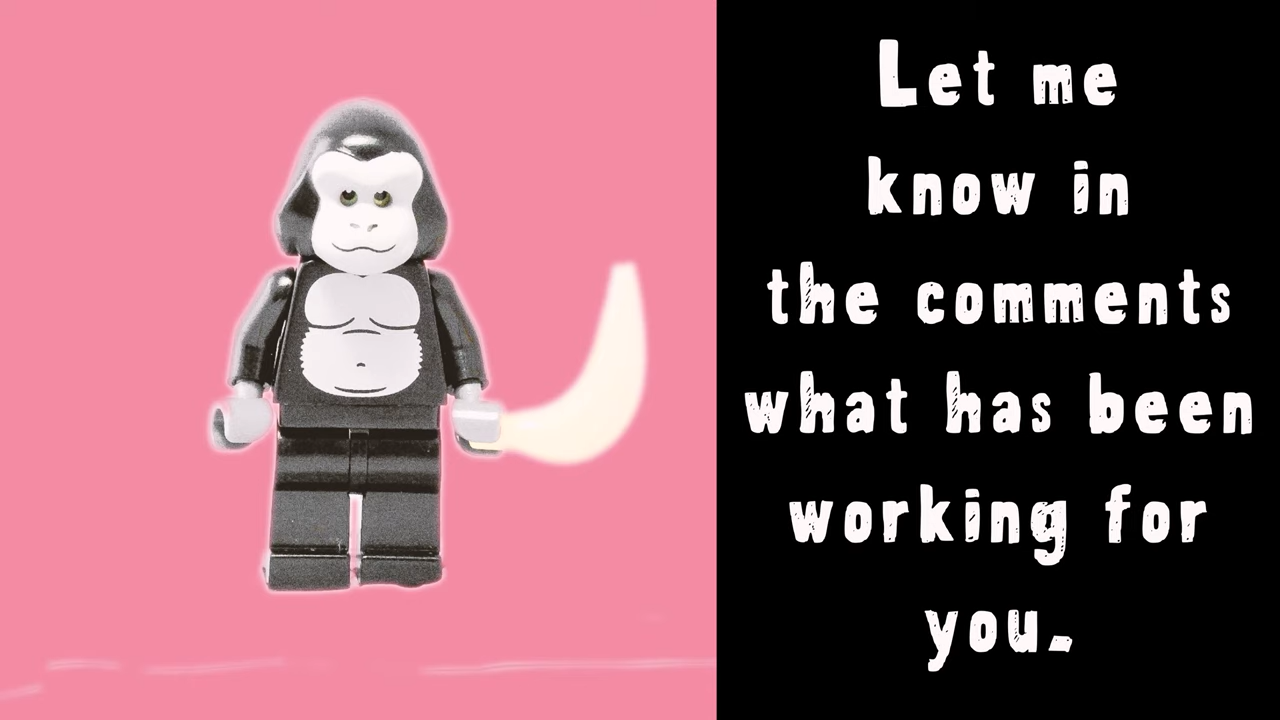 Let me
know in
the comments
what has been
working for
you.